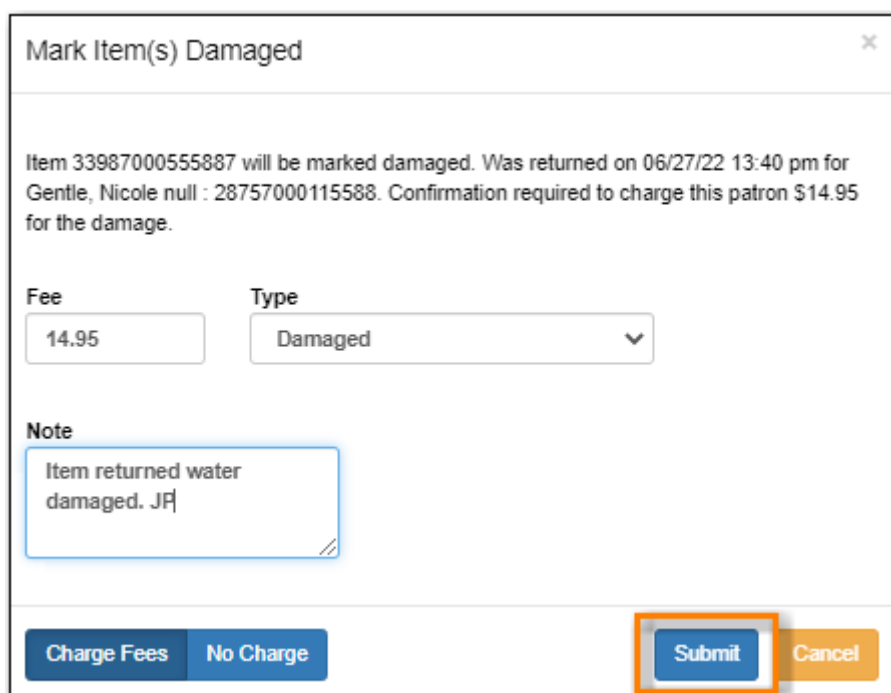 Mark Item(s) Damaged
×
Item 33987000555887 will be marked damaged. Was returned on 06/27/22 13:40 pm for
Gentle, Nicole null : 28757000115588. Confirmation required to charge this patron $14.95
for the damage.
Fee Type
14.95 Damaged
Note
Item returned water
damaged. JP
Charge Fees No Charge Submit Cancel